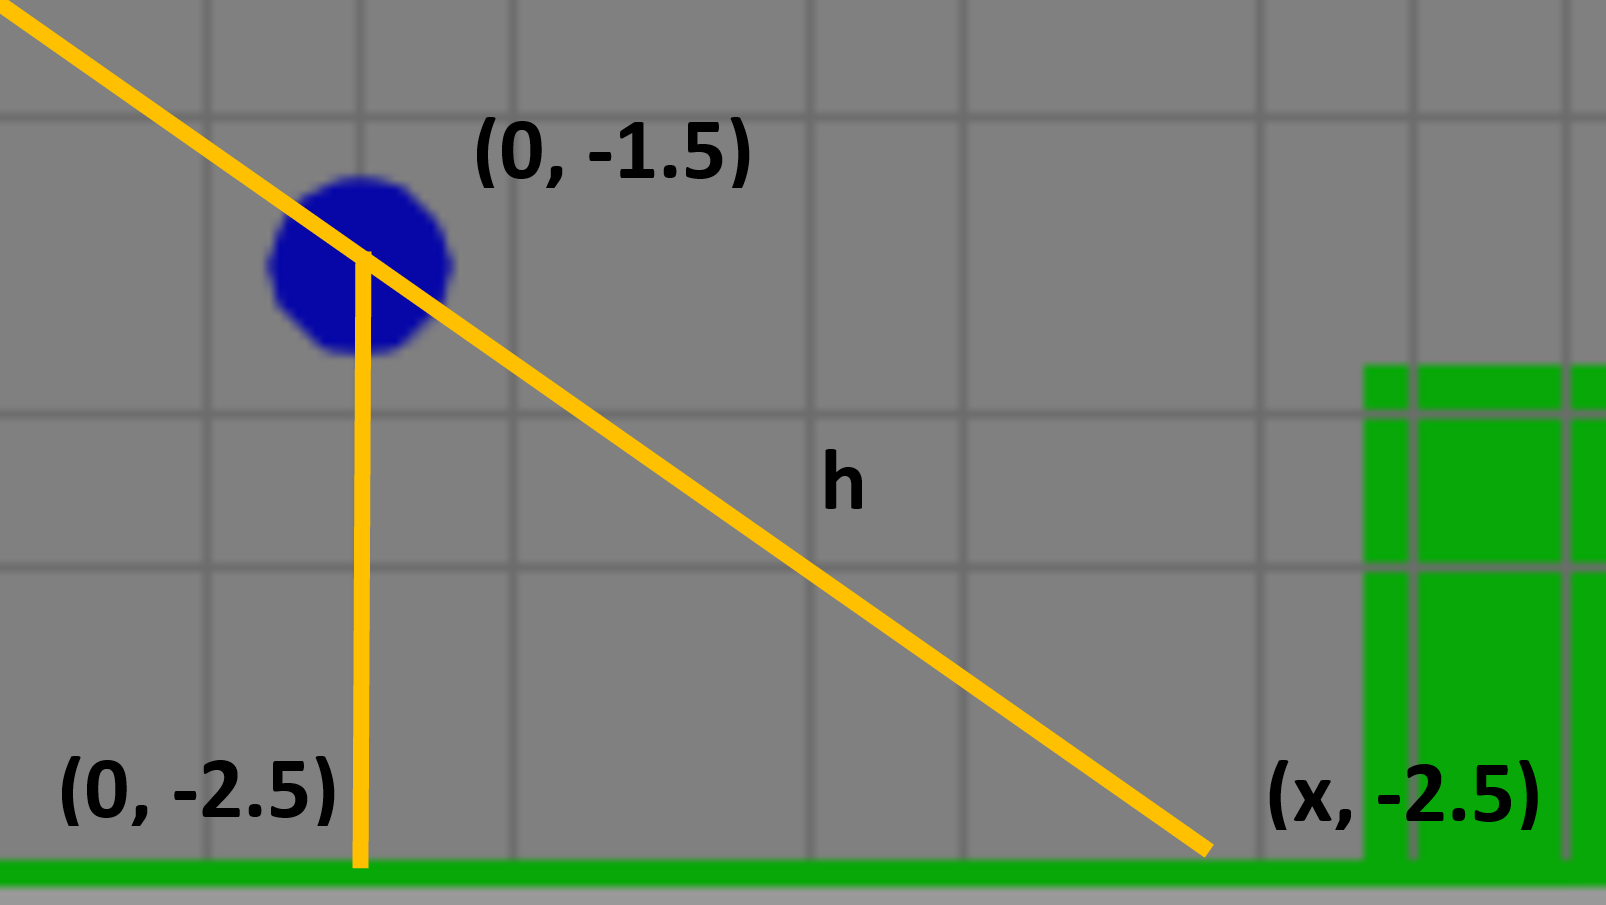 (0, -1.5)
h
(0, -2.5)
(x, -2.5)